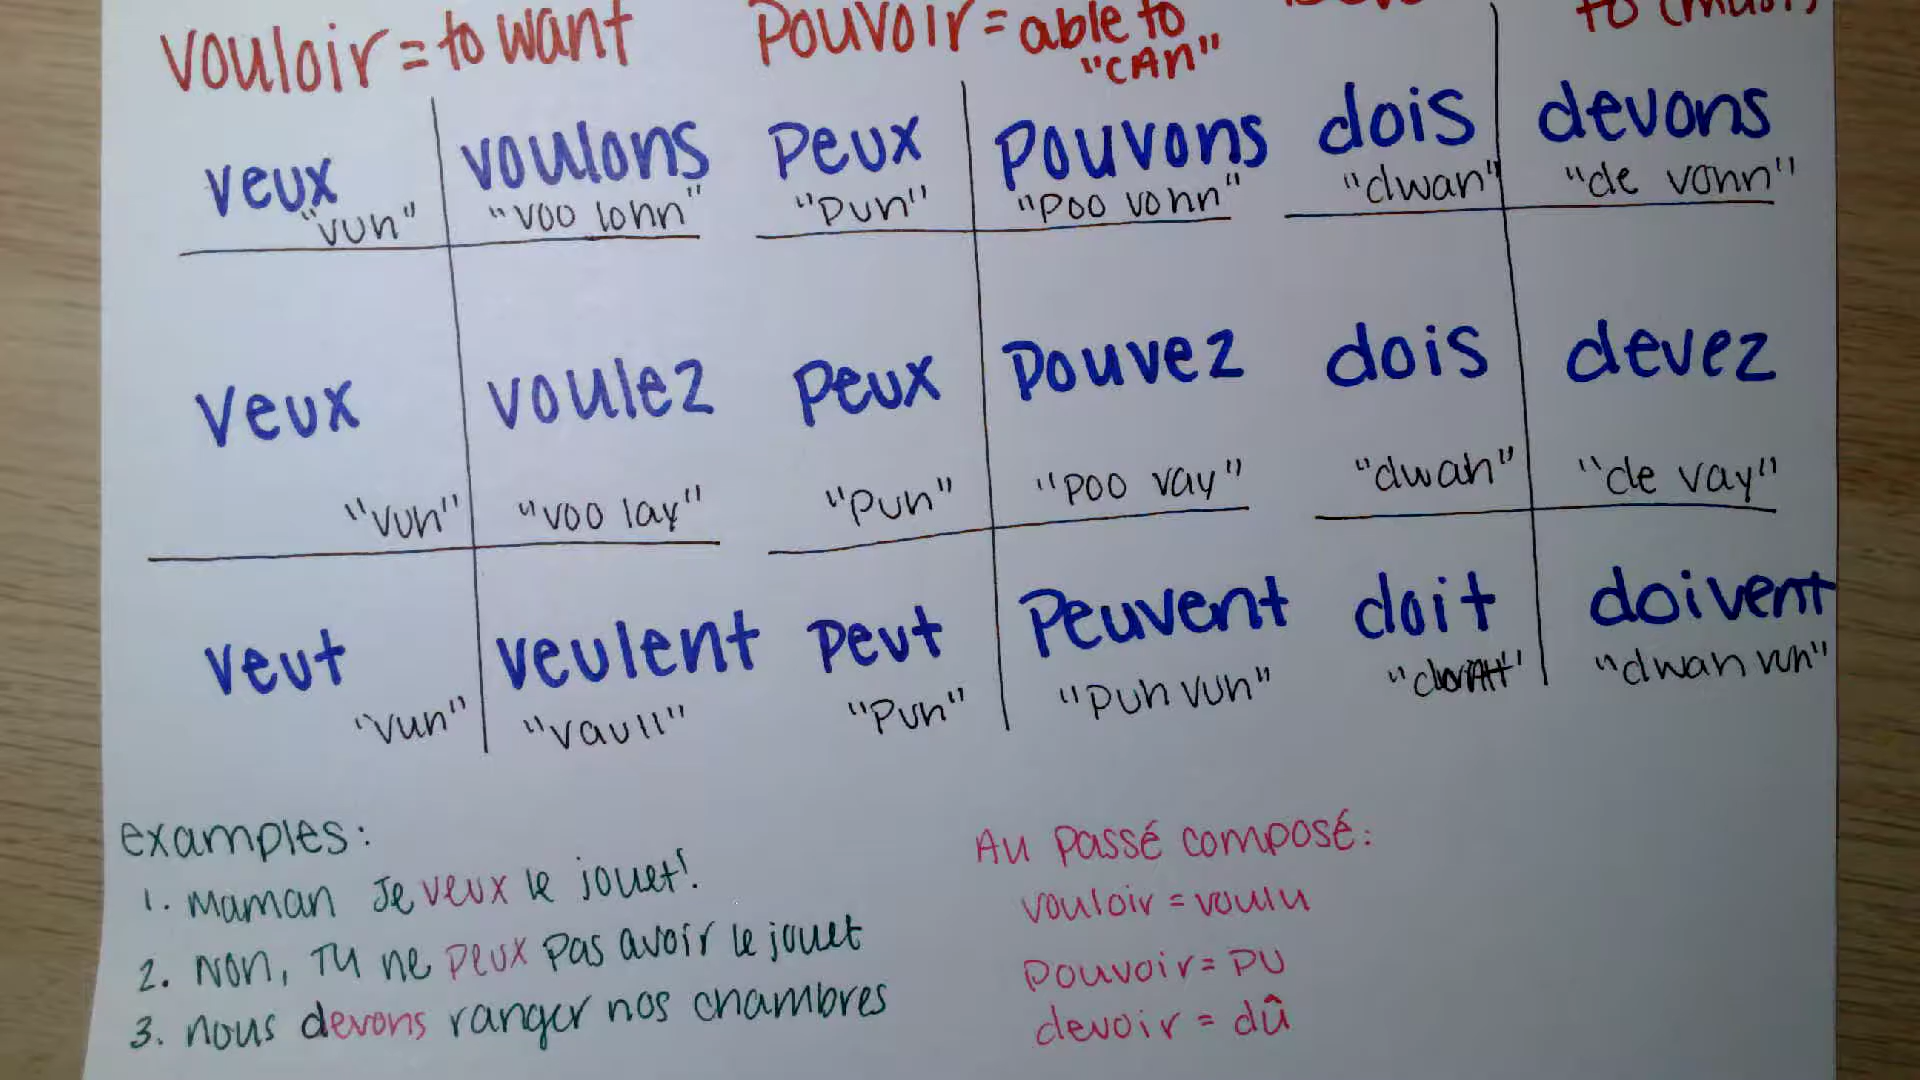 vouloir = to want pouvoir = able to to (must)
"can"
veux voulons peux pouvons dois devons
"vuh" "voo lohn" "puh" "poo vohn" "dwah" "de vohn"
veux voulez peux pouvez dois devez
"vuh" "voo lay" "puh" "poo vay" "dwah" "de vay"
veut veulent peut peuvent doit doivent
"vuh" "vaull" "puh" "puh vuh" "dwah vuh"
examples:
1. Maman je veux le jouet!
2. Non, Tu ne peux pas avoir le jouet
3. nous devons ranger nos chambres
Au passé composé:
vouloir = voulu
pouvoir = pu
devoir = dû